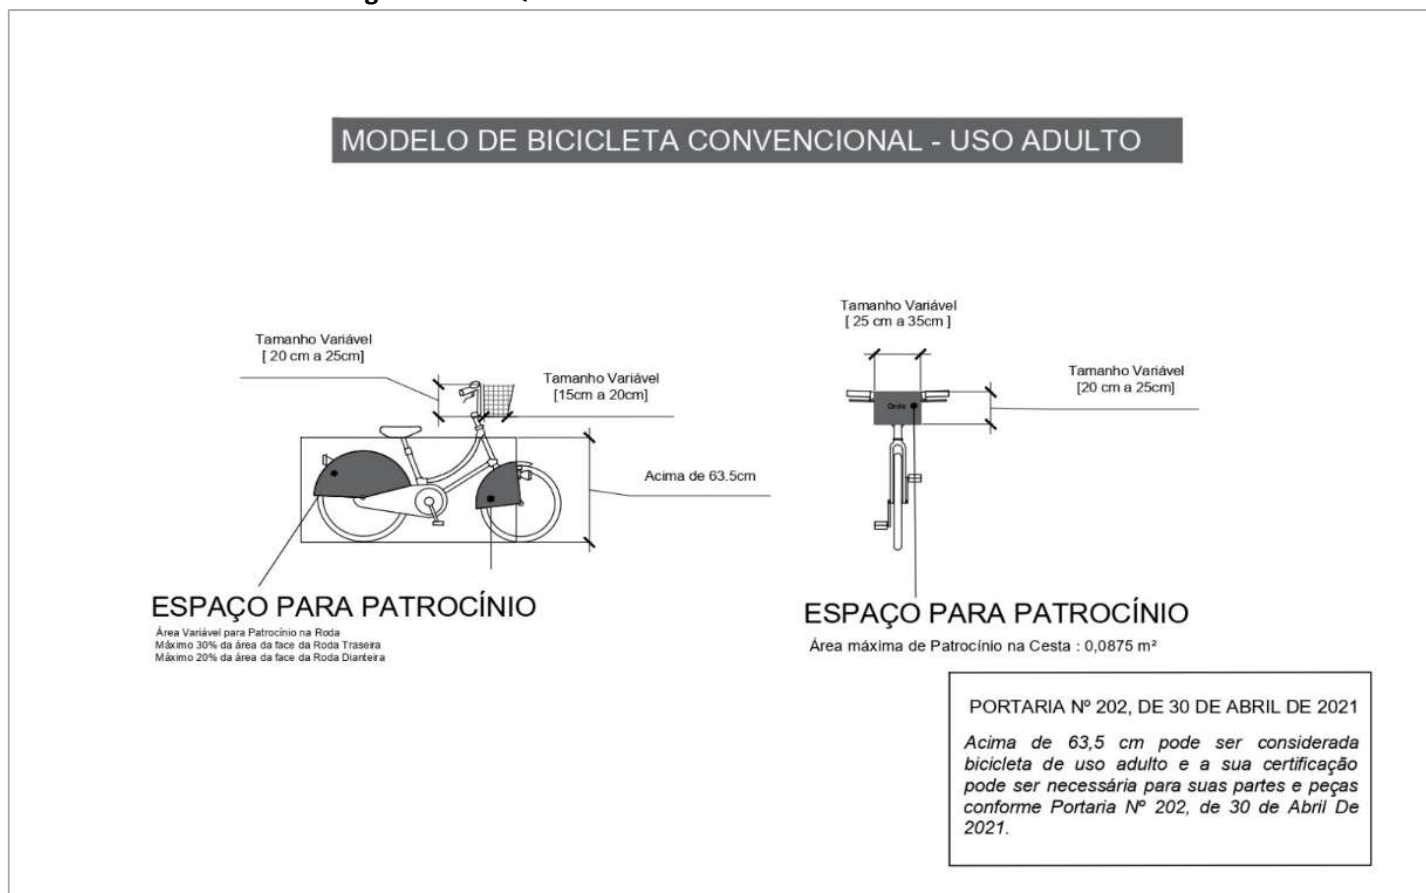 MODELO DE BICICLETA CONVENCIONAL - USO ADULTO
Tamanho Variável
[ 20 cm a 25cm]
Tamanho Variável
[15cm a 20cm]
Acima de 63.5cm
ESPAÇO PARA PATROCÍNIO
Área Variável para Patrocínio na Roda
Máximo 30% da área da face da Roda Traseira
Máximo 20% da área da face da Roda Dianteira
Tamanho Variável
[ 25 cm a 35cm ]
Tamanho Variável
[20 cm a 25cm]
ESPAÇO PARA PATROCÍNIO
Área máxima de Patrocínio na Cesta : 0,0875 m²
PORTARIA Nº 202, DE 30 DE ABRIL DE 2021
Acima de 63,5 cm pode ser considerada
bicicleta de uso adulto e a sua certificação
pode ser necessária para suas partes e peças
conforme Portaria Nº 202, de 30 de Abril De
2021.